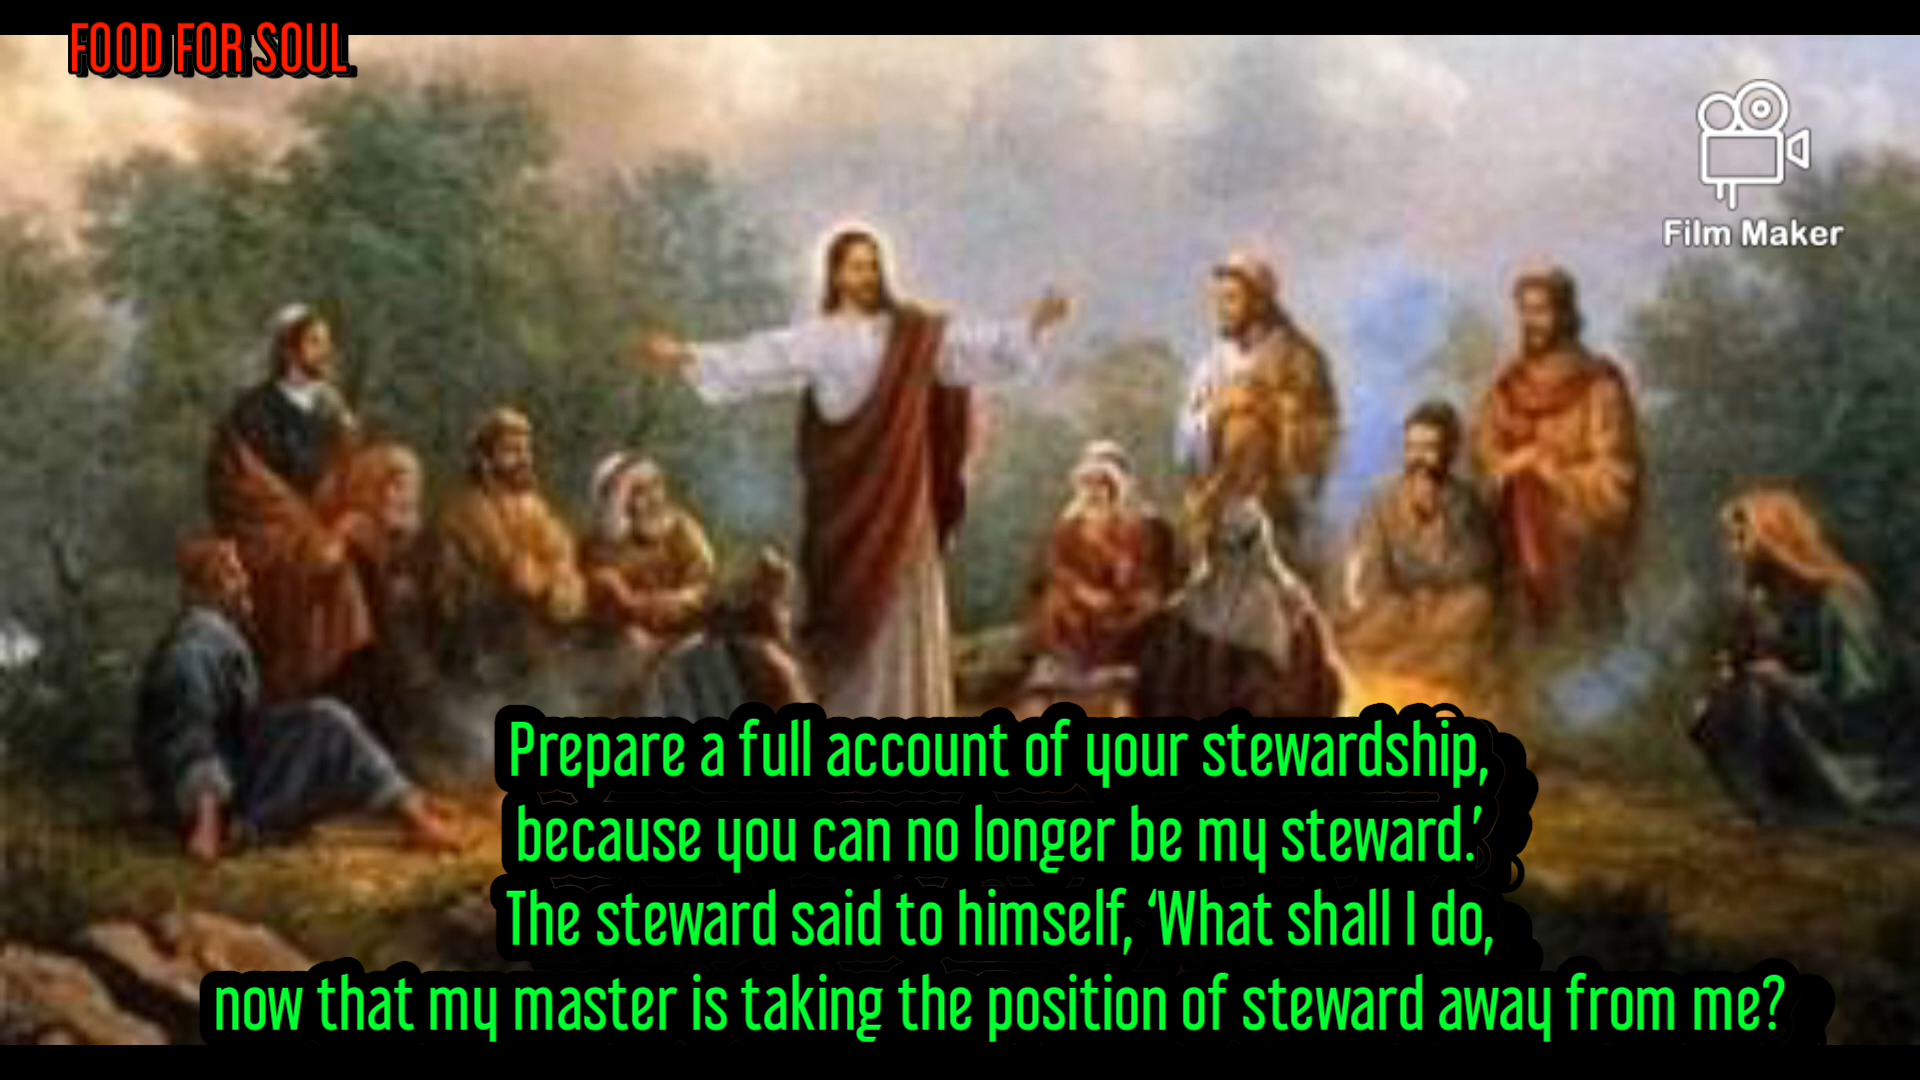 FOOD FOR SOUL
Film Maker
Prepare a full account of your stewardship,
because you can no longer be my steward.’
The steward said to himself, ‘What shall I do,
now that my master is taking the position of steward away from me?